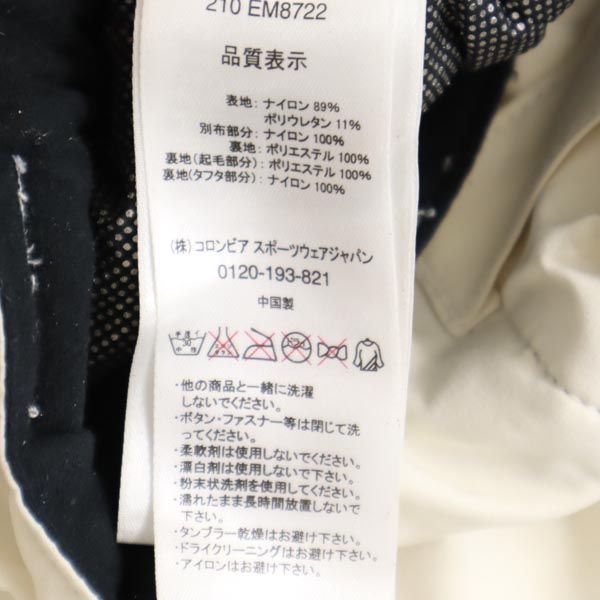 210 EM8722
品質表示
表地: ナイロン 89%
ポリウレタン 11%
別布部分: ナイロン 100%
裏地: ポリエステル 100%
裏地(起毛部分): ポリエステル 100%
裏地(タフタ部分): ナイロン 100%
(株) コロンビア スポーツウェアジャパン
0120-193-821
中国製
手洗イ
30
中性
・他の商品と一緒に洗濯
しないでください。
・ボタン・ファスナー等は閉じて洗
ってください。
・柔軟剤は使用しないでください。
・漂白剤は使用しないで下さい。
・粉末状洗剤を使用してください。
・濡れたまま長時間放置しないで
下さい。
・タンブラー乾燥はお避け下さい。
・ドライクリーニングはお避け下さい。
・アイロンはお避け下さい。